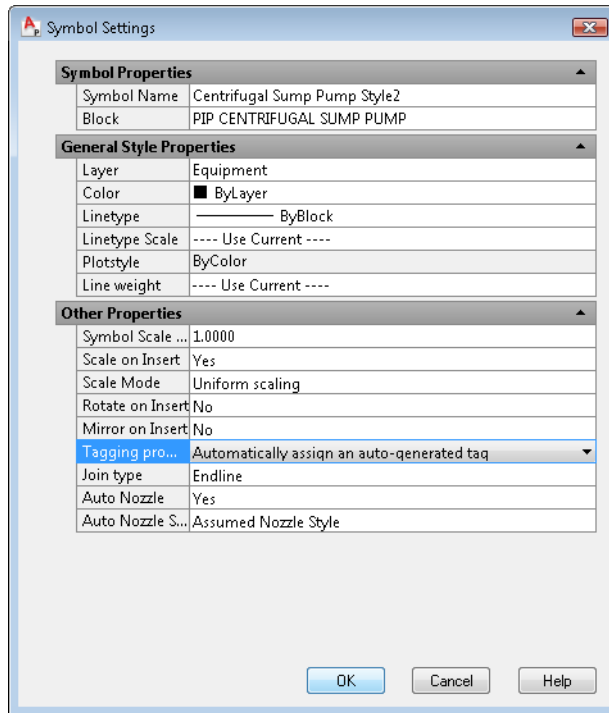 Symbol Settings
Symbol Properties
Symbol Name Centrifugal Sump Pump Style2
Block PIP CENTRIFUGAL SUMP PUMP
General Style Properties
Layer Equipment
Color ByLayer
Linetype ByBlock
Linetype Scale ---- Use Current ----
Plotstyle ByColor
Line weight ---- Use Current ----
Other Properties
Symbol Scale ... 1.0000
Scale on Insert Yes
Scale Mode Uniform scaling
Rotate on Insert No
Mirror on Insert No
Tagging pro... Automatically assign an auto-generated tag
Join type Endline
Auto Nozzle Yes
Auto Nozzle S... Assumed Nozzle Style
OK Cancel Help